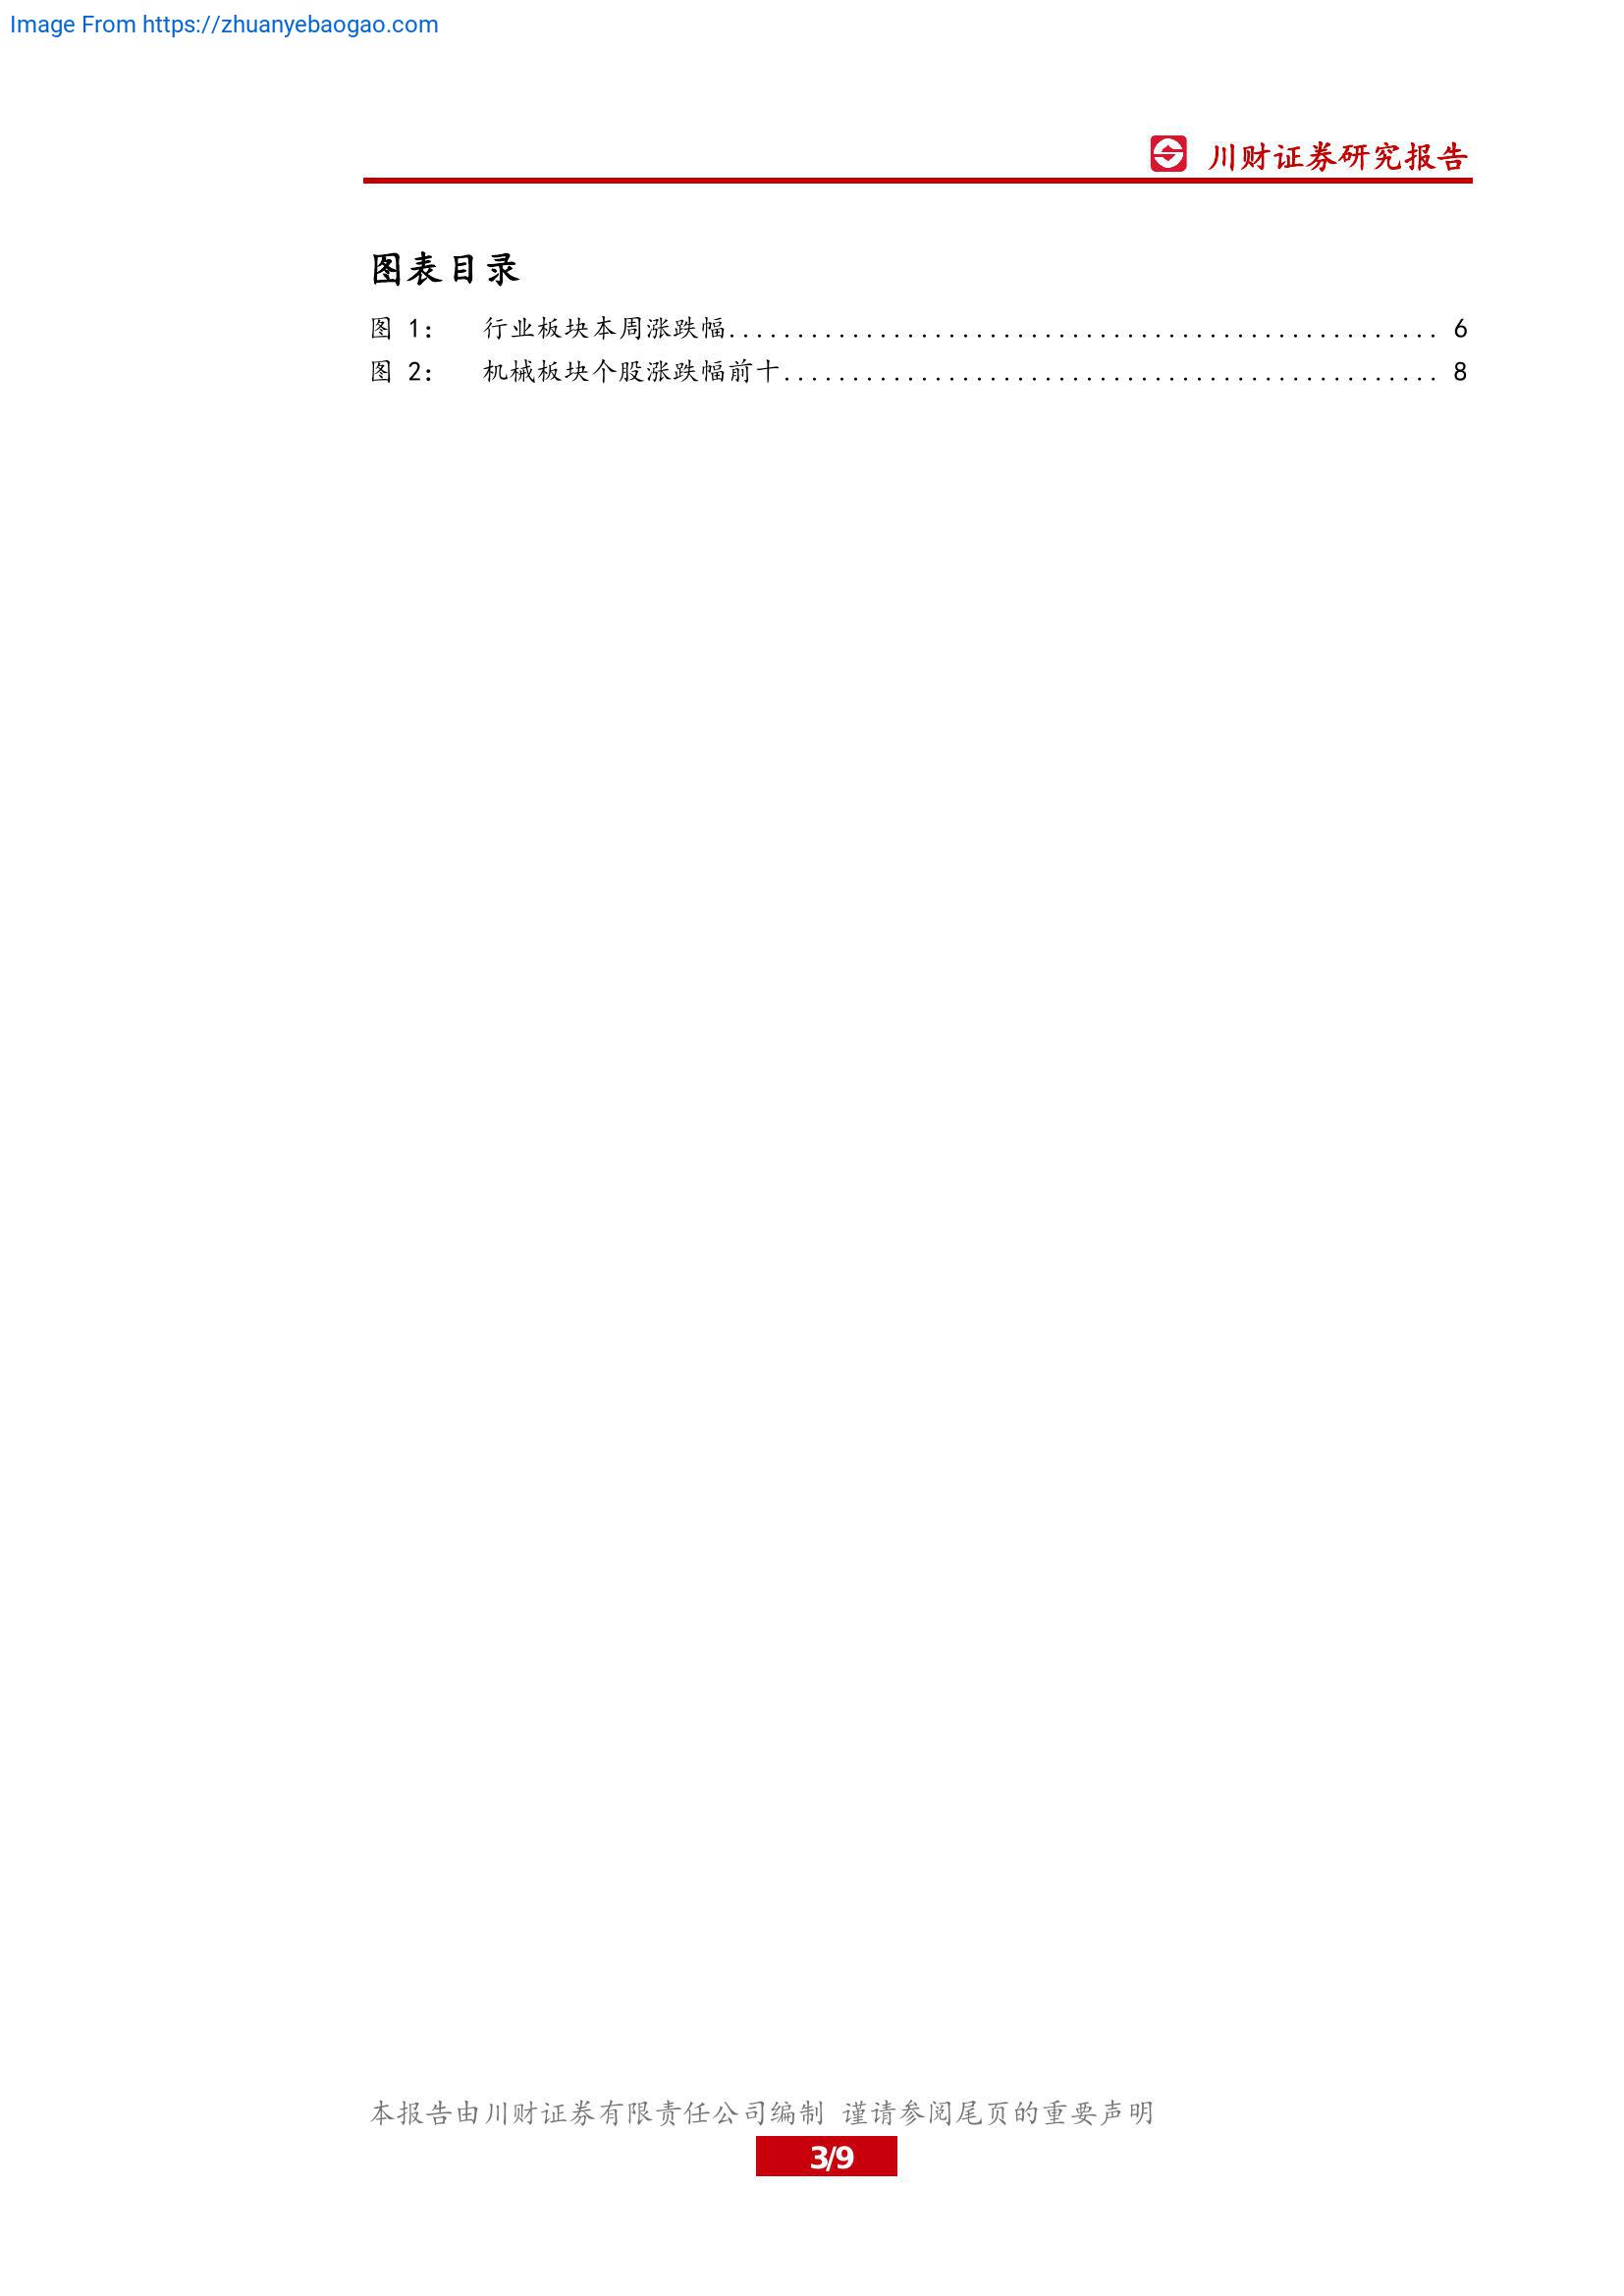 Image From https://zhuanyebaogao.com
川财证券研究报告
图表目录
图 1： 行业板块本周涨跌幅.................................................... 6
图 2： 机械板块个股涨跌幅前十................................................ 8
本报告由川财证券有限责任公司编制 谨请参阅尾页的重要声明
3/9